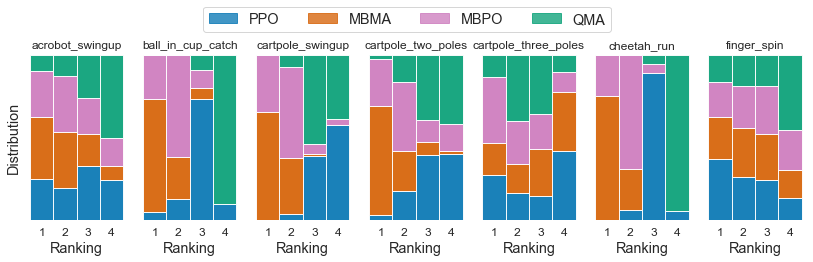 PPO MBMA MBPO QMA
acrobot_swingup ball_in_cup_catch cartpole_swingup cartpole_two_poles cartpole_three_poles cheetah_run finger_spin
Distribution
1 2 3 4 1 2 3 4 1 2 3 4 1 2 3 4 1 2 3 4 1 2 3 4 1 2 3 4
Ranking Ranking Ranking Ranking Ranking Ranking Ranking